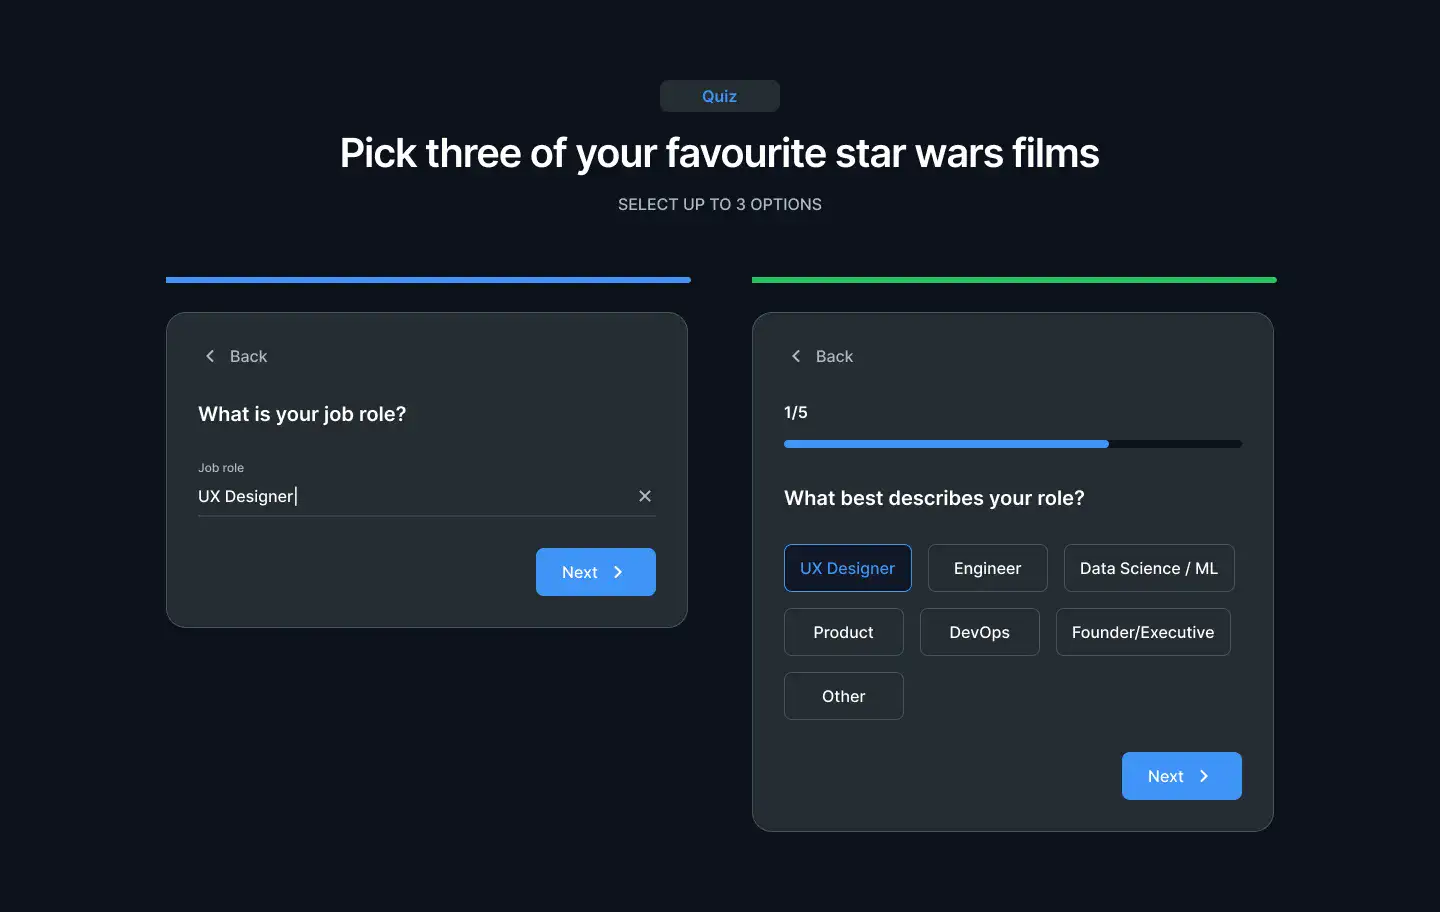 Quiz
Pick three of your favourite star wars films
SELECT UP TO 3 OPTIONS
Back
What is your job role?
Job role
UX Designer
Next
Back
1/5
What best describes your role?
UX Designer
Engineer
Data Science / ML
Product
DevOps
Founder/Executive
Other
Next